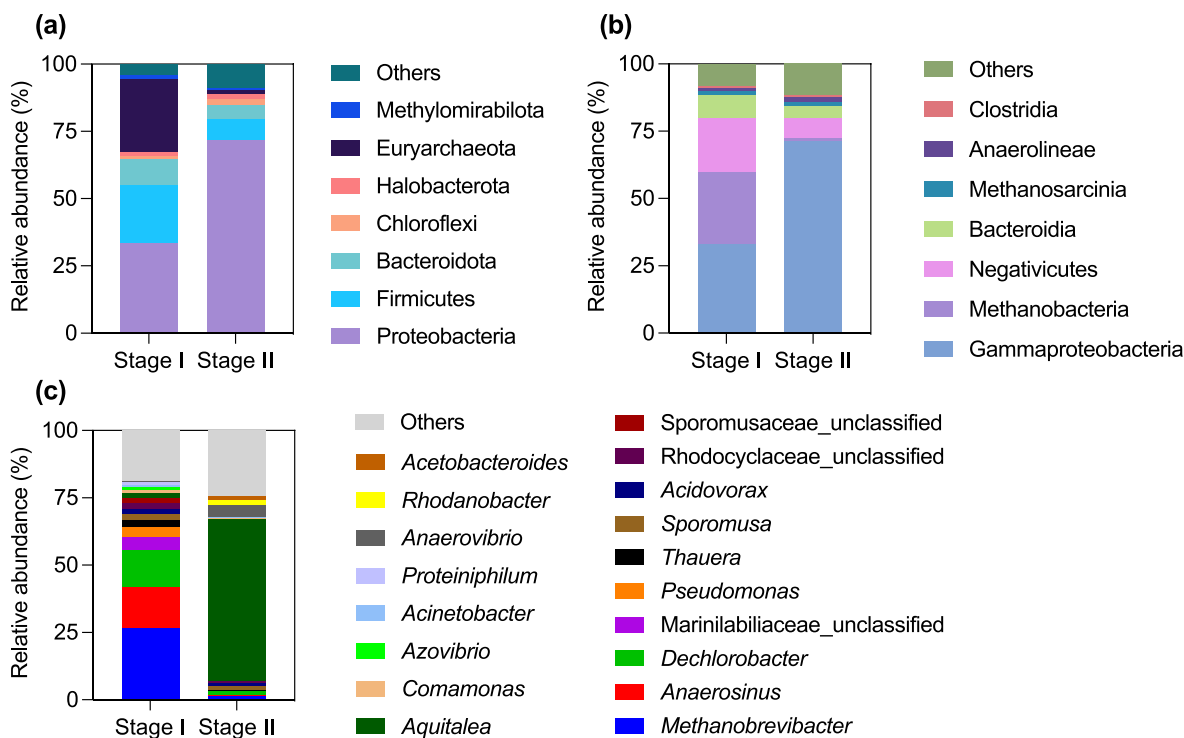 (a)
Relative abundance (%)
100
75
50
25
0
Stage I Stage II
Others
Methylomirabilota
Euryarchaeota
Halobacterota
Chloroflexi
Bacteroidota
Firmicutes
Proteobacteria
(b)
Relative abundance (%)
100
75
50
25
0
Stage I Stage II
Others
Clostridia
Anaerolineae
Methanosarcinia
Bacteroidia
Negativicutes
Methanobacteria
Gammaproteobacteria
(c)
Relative abundance (%)
100
75
50
25
0
Stage I Stage II
Others
Acetobacteroides
Rhodanobacter
Anaerovibrio
Proteiniphilum
Acinetobacter
Azovibrio
Comamonas
Aquitalea
Sporomusaceae_unclassified
Rhodocyclaceae_unclassified
Acidovorax
Sporomusa
Thauera
Pseudomonas
Marinilabiliaceae_unclassified
Dechlorobacter
Anaerosinus
Methanobrevibacter